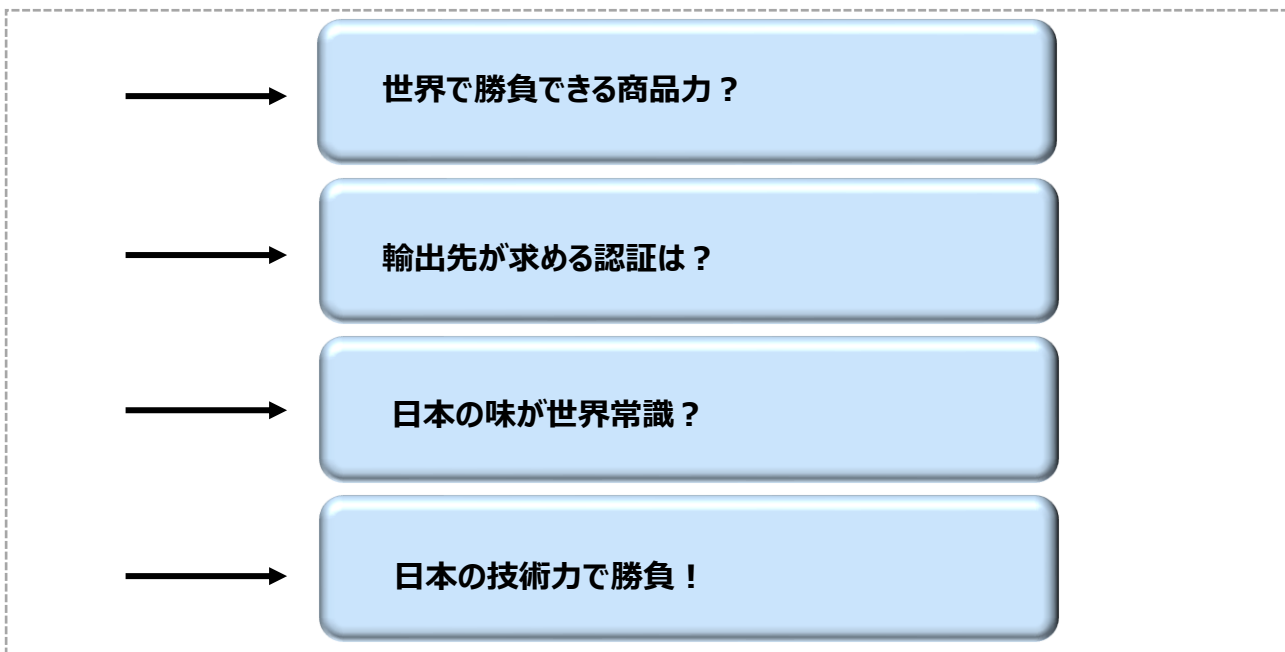 世界で勝負できる商品力？
輸出先が求める認証は？
日本の味が世界常識？
日本の技術力で勝負！